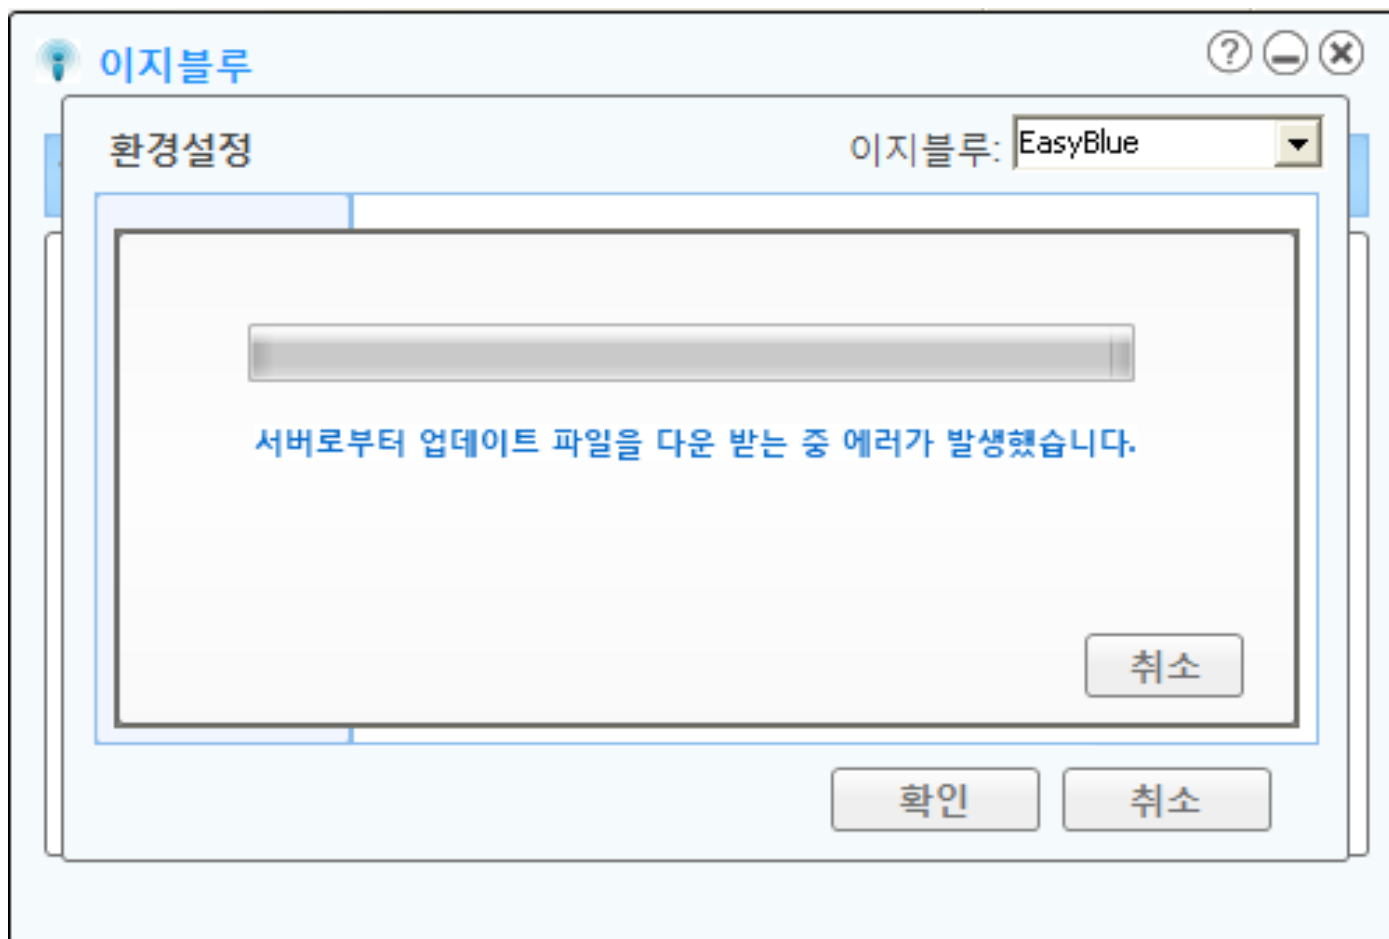 이지블루
환경설정
이지블루: EasyBlue
서버로부터 업데이트 파일을 다운 받는 중 에러가 발생했습니다.
취소
확인 취소